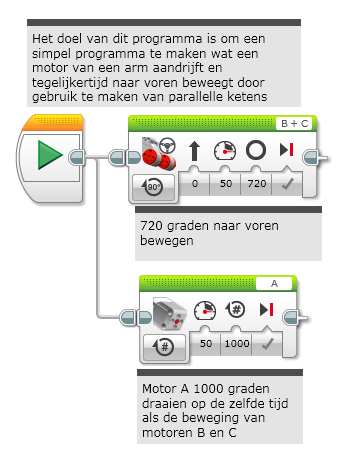 Het doel van dit programma is om een
simpel programma te maken wat een
motor van een arm aandrijft en
tegelijkertijd naar voren beweegt door
gebruik te maken van parallelle ketens
B + C
90°
0 50 720
720 graden naar voren
bewegen
A
#
#
50 1000
Motor A 1000 graden
draaien op de zelfde tijd
als de beweging van
motoren B en C